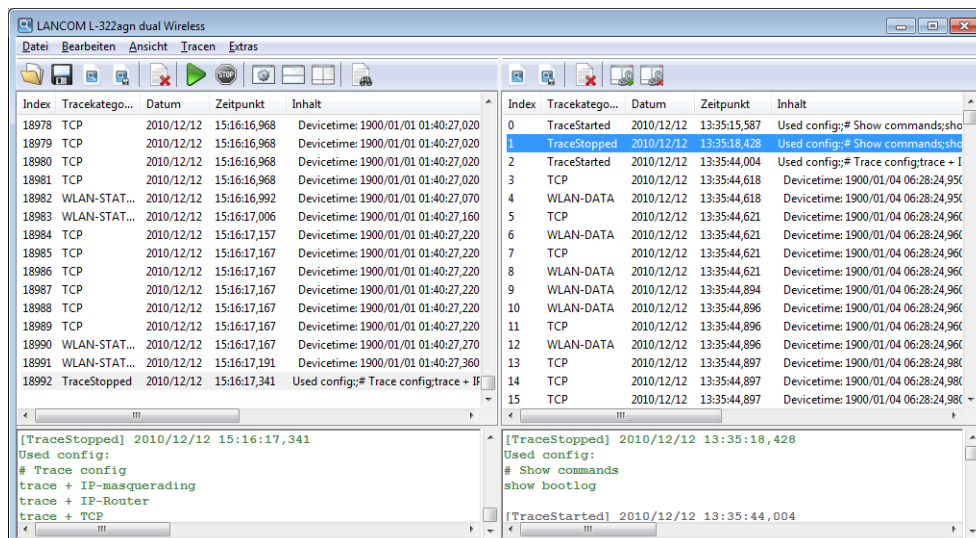 LANCOM L-322agn dual Wireless
Datei Bearbeiten Ansicht Tracen Extras
STOP
Index Tracekatego... Datum Zeitpunkt Inhalt
18978 TCP 2010/12/12 15:16:16,968 Devicetime: 1900/01/01 01:40:27,020
18979 TCP 2010/12/12 15:16:16,968 Devicetime: 1900/01/01 01:40:27,020
18980 TCP 2010/12/12 15:16:16,968 Devicetime: 1900/01/01 01:40:27,020
18981 TCP 2010/12/12 15:16:16,968 Devicetime: 1900/01/01 01:40:27,020
18982 WLAN-STAT... 2010/12/12 15:16:16,992 Devicetime: 1900/01/01 01:40:27,070
18983 WLAN-STAT... 2010/12/12 15:16:17,006 Devicetime: 1900/01/01 01:40:27,160
18984 TCP 2010/12/12 15:16:17,157 Devicetime: 1900/01/01 01:40:27,220
18985 TCP 2010/12/12 15:16:17,167 Devicetime: 1900/01/01 01:40:27,220
18986 TCP 2010/12/12 15:16:17,167 Devicetime: 1900/01/01 01:40:27,220
18987 TCP 2010/12/12 15:16:17,167 Devicetime: 1900/01/01 01:40:27,220
18988 TCP 2010/12/12 15:16:17,167 Devicetime: 1900/01/01 01:40:27,220
18989 TCP 2010/12/12 15:16:17,167 Devicetime: 1900/01/01 01:40:27,220
18990 WLAN-STAT... 2010/12/12 15:16:17,167 Devicetime: 1900/01/01 01:40:27,270
18991 WLAN-STAT... 2010/12/12 15:16:17,191 Devicetime: 1900/01/01 01:40:27,360
18992 TraceStopped 2010/12/12 15:16:17,341 Used config:;# Trace config;trace + IP
[TraceStopped] 2010/12/12 15:16:17,341
Used config:
# Trace config
trace + IP-masquerading
trace + IP-Router
trace + TCP
Index Tracekatego... Datum Zeitpunkt Inhalt
0 TraceStarted 2010/12/12 13:35:15,587 Used config:;# Show commands;sho
1 TraceStopped 2010/12/12 13:35:18,428 Used config:;# Show commands;sho
2 TraceStarted 2010/12/12 13:35:44,004 Used config:;# Trace config;trace + I
3 TCP 2010/12/12 13:35:44,618 Devicetime: 1900/01/04 06:28:24,950
4 WLAN-DATA 2010/12/12 13:35:44,618 Devicetime: 1900/01/04 06:28:24,950
5 TCP 2010/12/12 13:35:44,621 Devicetime: 1900/01/04 06:28:24,960
6 WLAN-DATA 2010/12/12 13:35:44,621 Devicetime: 1900/01/04 06:28:24,960
7 TCP 2010/12/12 13:35:44,621 Devicetime: 1900/01/04 06:28:24,960
8 WLAN-DATA 2010/12/12 13:35:44,621 Devicetime: 1900/01/04 06:28:24,960
9 WLAN-DATA 2010/12/12 13:35:44,894 Devicetime: 1900/01/04 06:28:24,960
10 WLAN-DATA 2010/12/12 13:35:44,896 Devicetime: 1900/01/04 06:28:24,960
11 TCP 2010/12/12 13:35:44,896 Devicetime: 1900/01/04 06:28:24,960
12 WLAN-DATA 2010/12/12 13:35:44,896 Devicetime: 1900/01/04 06:28:24,960
13 TCP 2010/12/12 13:35:44,897 Devicetime: 1900/01/04 06:28:24,980
14 TCP 2010/12/12 13:35:44,897 Devicetime: 1900/01/04 06:28:24,980
15 TCP 2010/12/12 13:35:44,897 Devicetime: 1900/01/04 06:28:24,980
[TraceStopped] 2010/12/12 13:35:18,428
Used config:
# Show commands
show bootlog
[TraceStarted] 2010/12/12 13:35:44,004